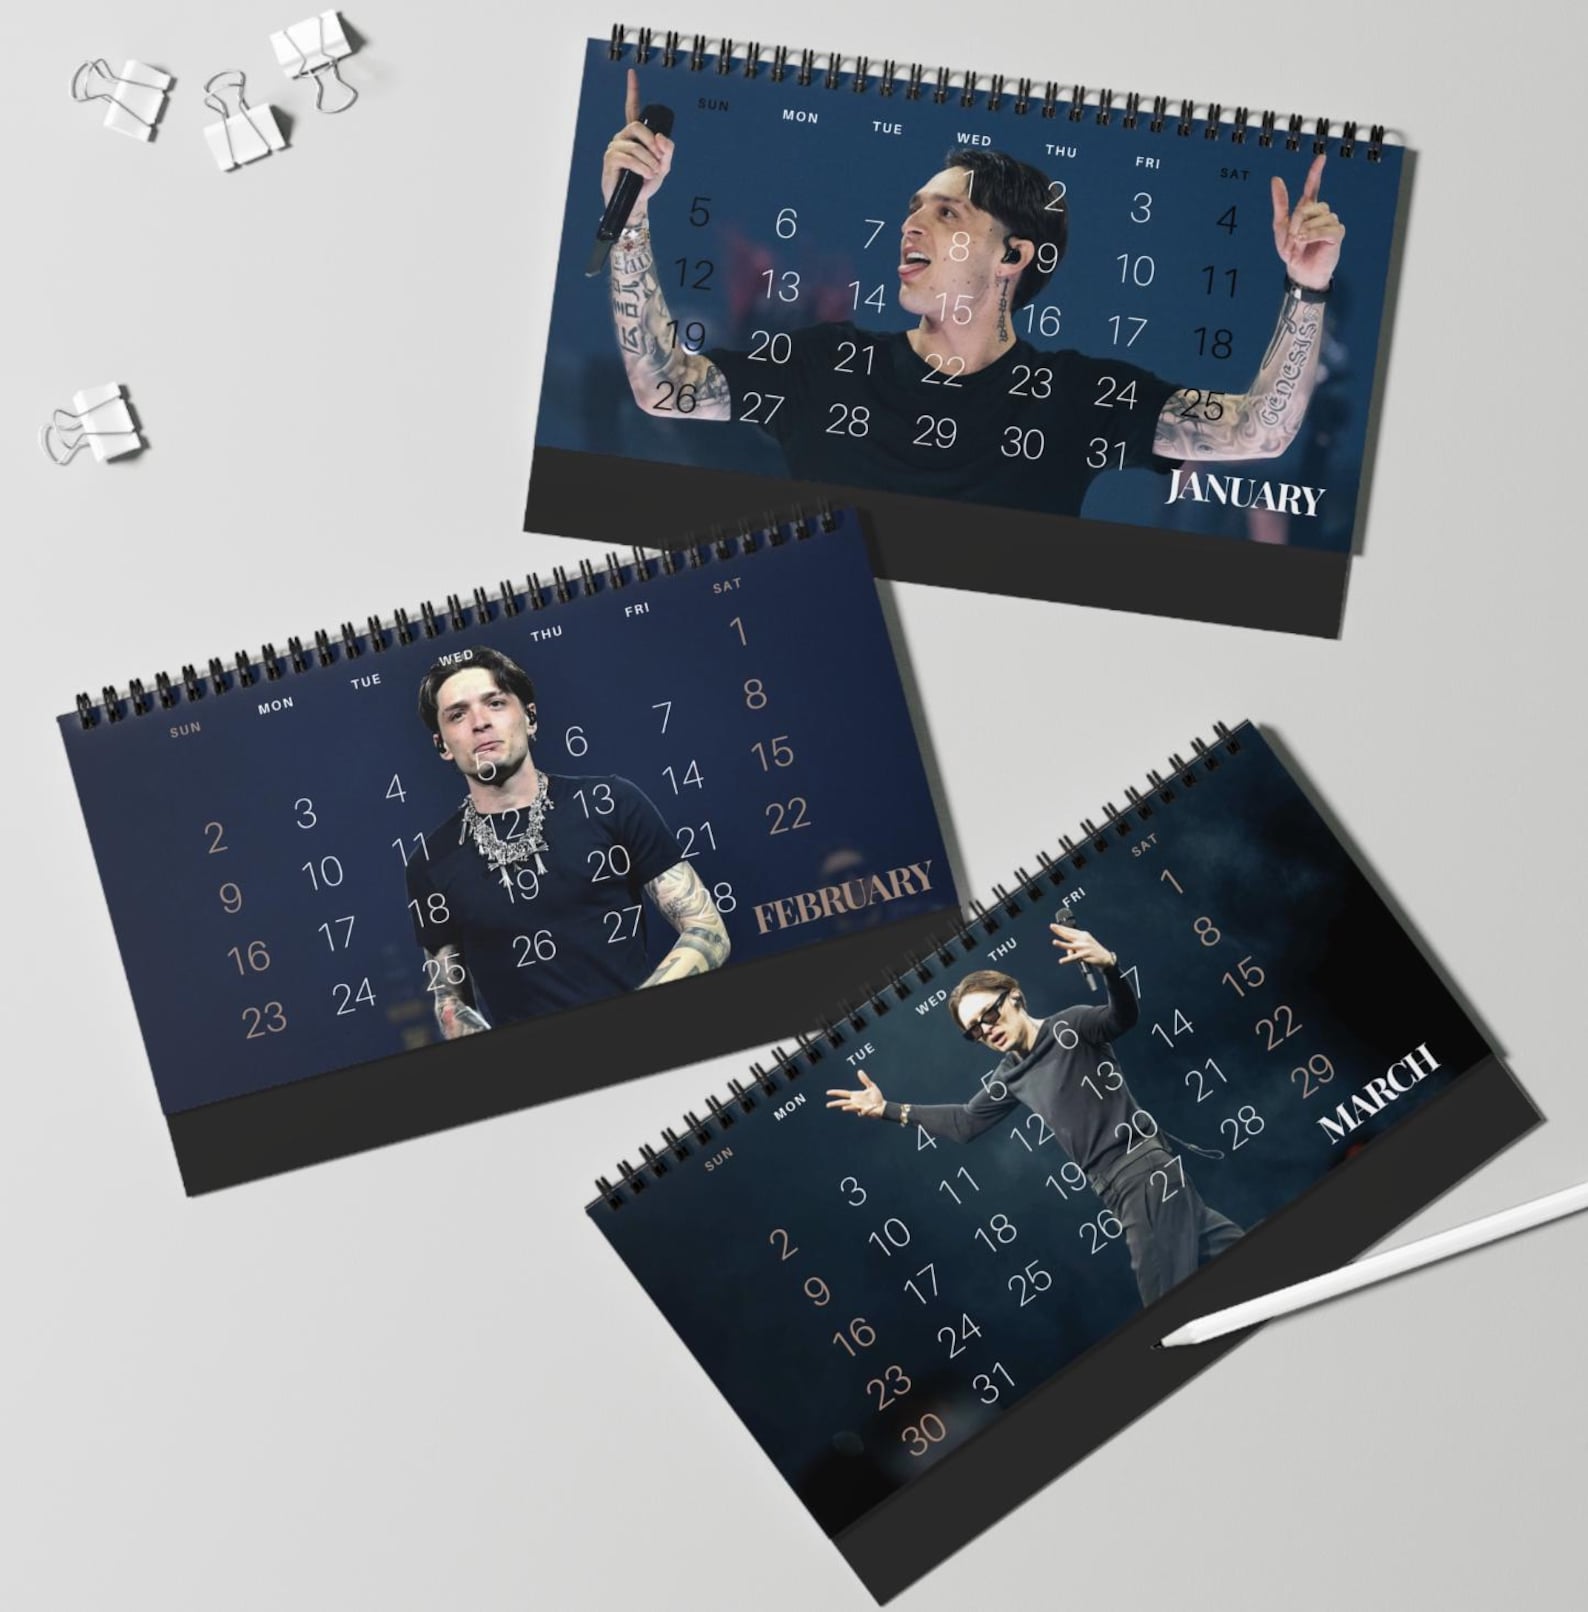 SUN MON TUE WED THU FRI SAT
1 2 3 4
5 6 7 8 9 10 11
12 13 14 15 16 17 18
19 20 21 22 23 24 25
26 27 28 29 30 31
GENESIS
JANUARY
SUN MON TUE WED THU FRI SAT
1
2 3 4 5 6 7 8
9 10 11 12 13 14 15
16 17 18 19 20 21 22
23 24 25 26 27 28
FEBRUARY
SUN MON TUE WED THU FRI SAT
1
2 3 4 5 6 7 8
9 10 11 12 13 14 15
16 17 18 19 20 21 22
23 24 25 26 27 28 29
30 31
MARCH